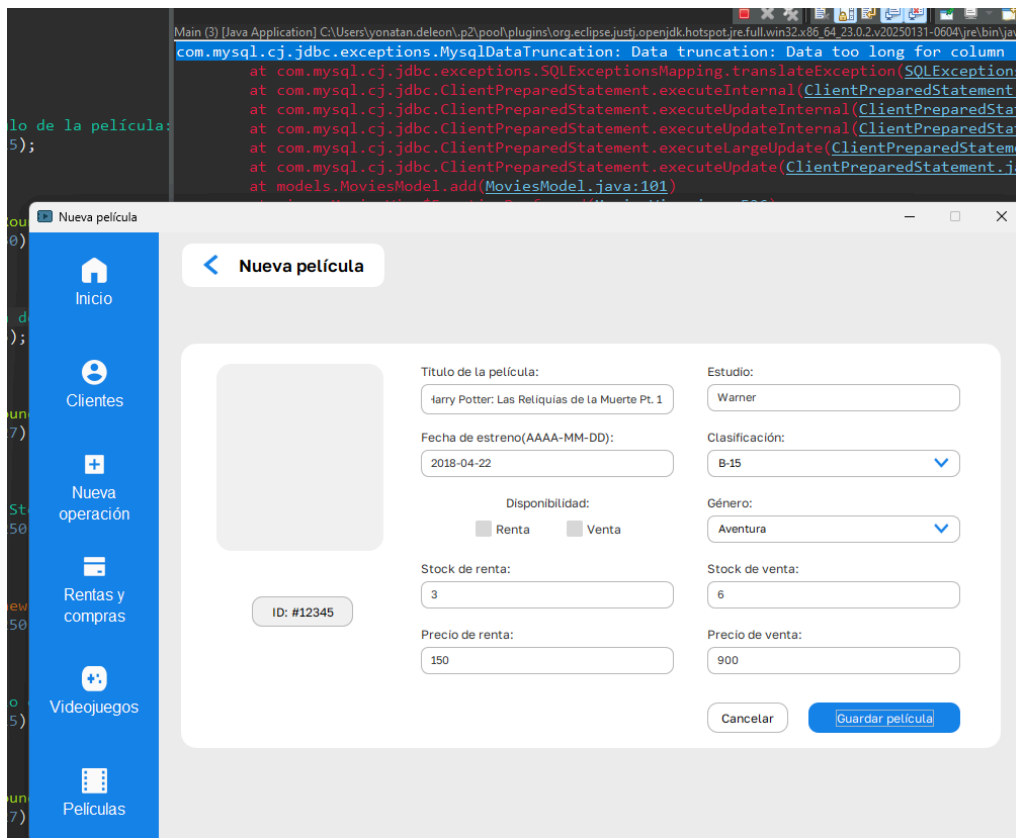 Main (3) [Java Application] C:\Users\yonatan.deleon\.p2\pool\plugins\org.eclipse.justj.openjdk.hotspot.jre.full.win32.x86_64_23.0.2.v20250131-0604\jre\bin\jav
com.mysql.cj.jdbc.exceptions.MysqlDataTruncation: Data truncation: Data too long for column
at com.mysql.cj.jdbc.exceptions.SQLExceptionsMapping.translateException(SQLExceptions
at com.mysql.cj.jdbc.ClientPreparedStatement.executeInternal(ClientPreparedStatement.
at com.mysql.cj.jdbc.ClientPreparedStatement.executeUpdateInternal(ClientPreparedStat
lo de la película:
at com.mysql.cj.jdbc.ClientPreparedStatement.executeUpdateInternal(ClientPreparedStat
5);
at com.mysql.cj.jdbc.ClientPreparedStatement.executeLargeUpdate(ClientPreparedStateme
at com.mysql.cj.jdbc.ClientPreparedStatement.executeUpdate(ClientPreparedStatement.ja
at models.MoviesModel.add(MoviesModel.java:101)
Nueva película
Nueva película
Inicio
Clientes
Nueva
operación
Rentas y
compras
Videojuegos
Películas
Título de la película:
Harry Potter: Las Reliquias de la Muerte Pt. 1
Estudio:
Warner
Fecha de estreno(AAAA-MM-DD):
2018-04-22
Clasificación:
B-15
Disponibilidad:
Renta
Venta
Género:
Aventura
Stock de renta:
3
Stock de venta:
6
ID: #12345
Precio de renta:
150
Precio de venta:
900
Cancelar
Guardar película